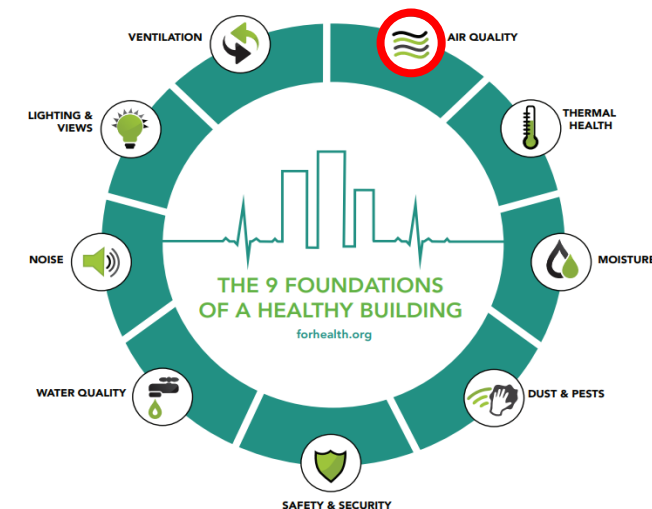 VENTILATION
AIR QUALITY
LIGHTING &
VIEWS
THERMAL
HEALTH
NOISE
MOISTURE
THE 9 FOUNDATIONS
OF A HEALTHY BUILDING
forhealth.org
WATER QUALITY
DUST & PESTS
SAFETY & SECURITY